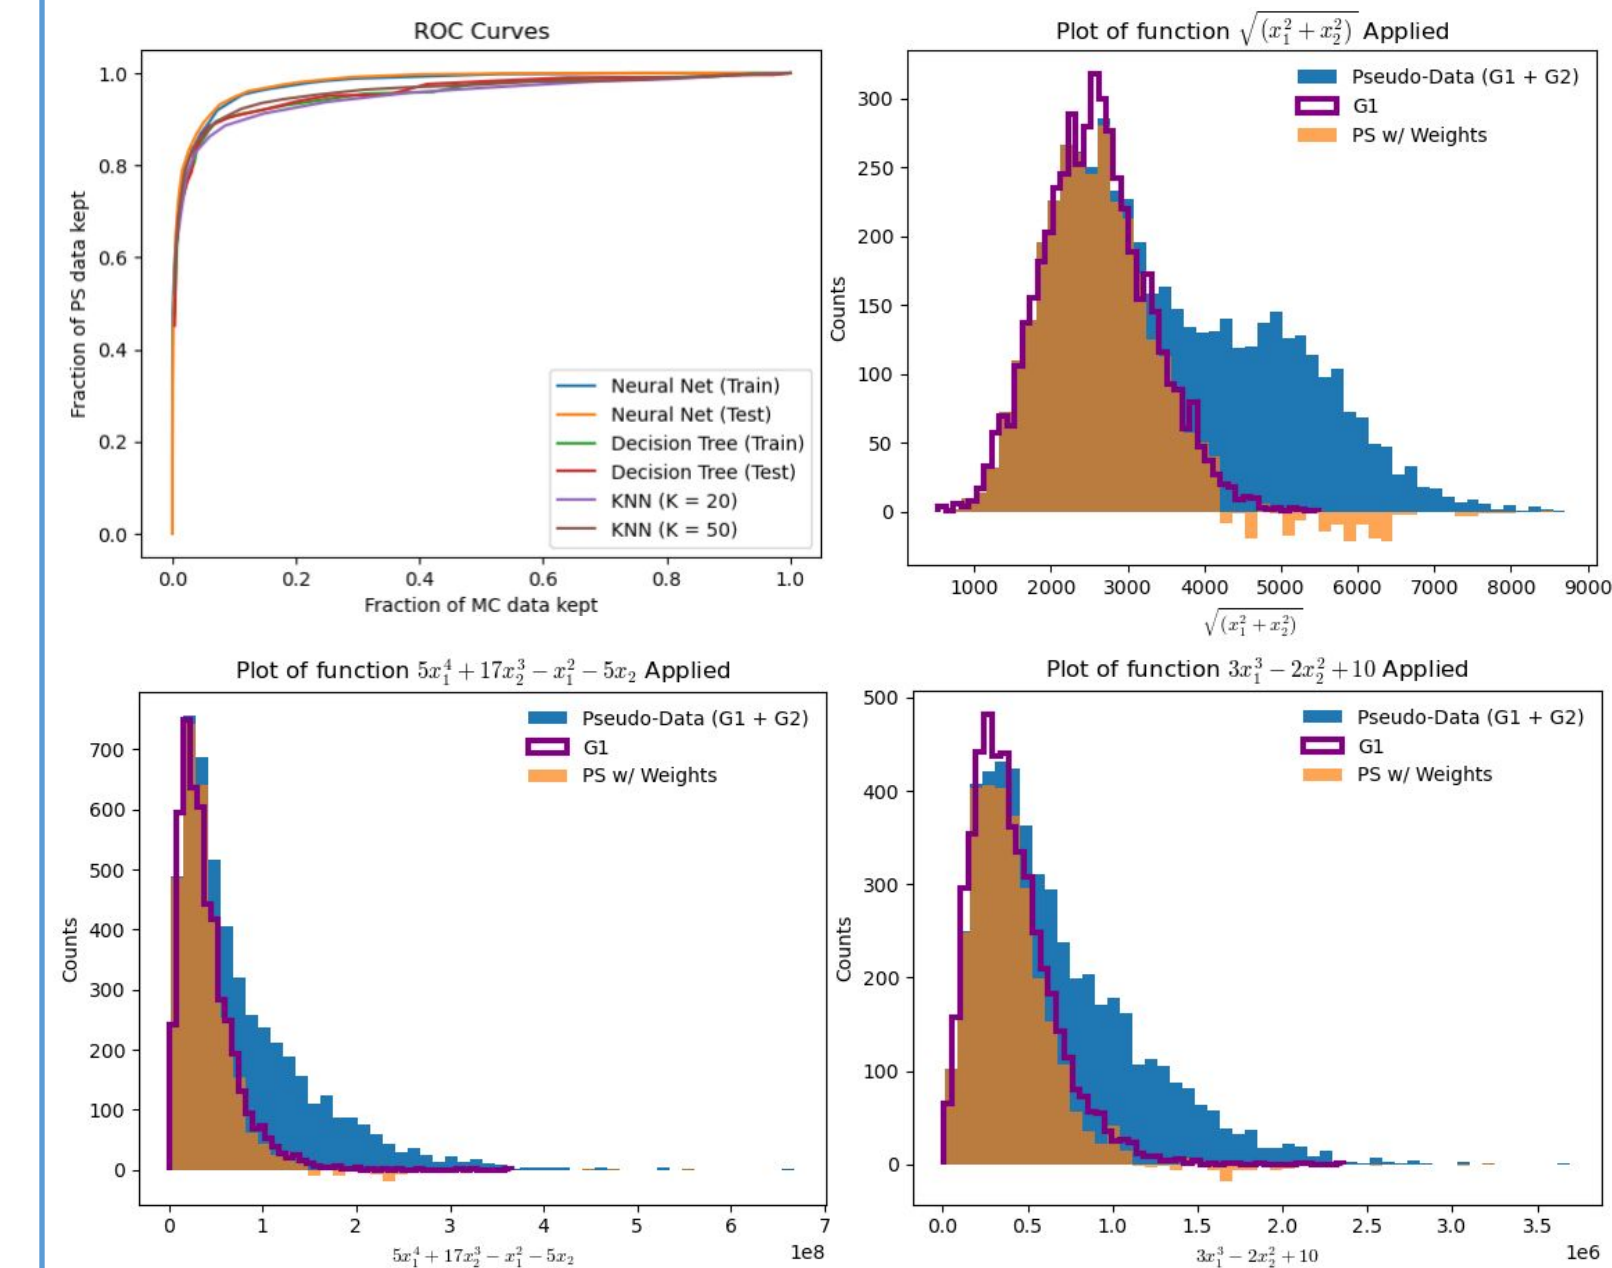 ROC Curves
1.0
0.8
0.6
0.4
0.2
0.0
Fraction of PS data kept
Neural Net (Train)
Neural Net (Test)
Decision Tree (Train)
Decision Tree (Test)
KNN (K = 20)
KNN (K = 50)
0.0 0.2 0.4 0.6 0.8 1.0
Fraction of MC data kept
Plot of function √(x₁² + x₂²) Applied
Pseudo-Data (G1 + G2)
G1
PS w/ Weights
300
250
200
150
100
50
0
Counts
1000 2000 3000 4000 5000 6000 7000 8000 9000
√(x₁² + x₂²)
Plot of function 5x₁⁴ + 17x₂³ − x₁² − 5x₂ Applied
Pseudo-Data (G1 + G2)
G1
PS w/ Weights
700
600
500
400
300
200
100
0
Counts
0 1 2 3 4 5 6 7
1e8
5x₁⁴ + 17x₂³ − x₁² − 5x₂
Plot of function 3x₁³ − 2x₂² + 10 Applied
Pseudo-Data (G1 + G2)
G1
PS w/ Weights
500
400
300
200
100
0
Counts
0.0 0.5 1.0 1.5 2.0 2.5 3.0 3.5
1e6
3x₁³ − 2x₂² + 10